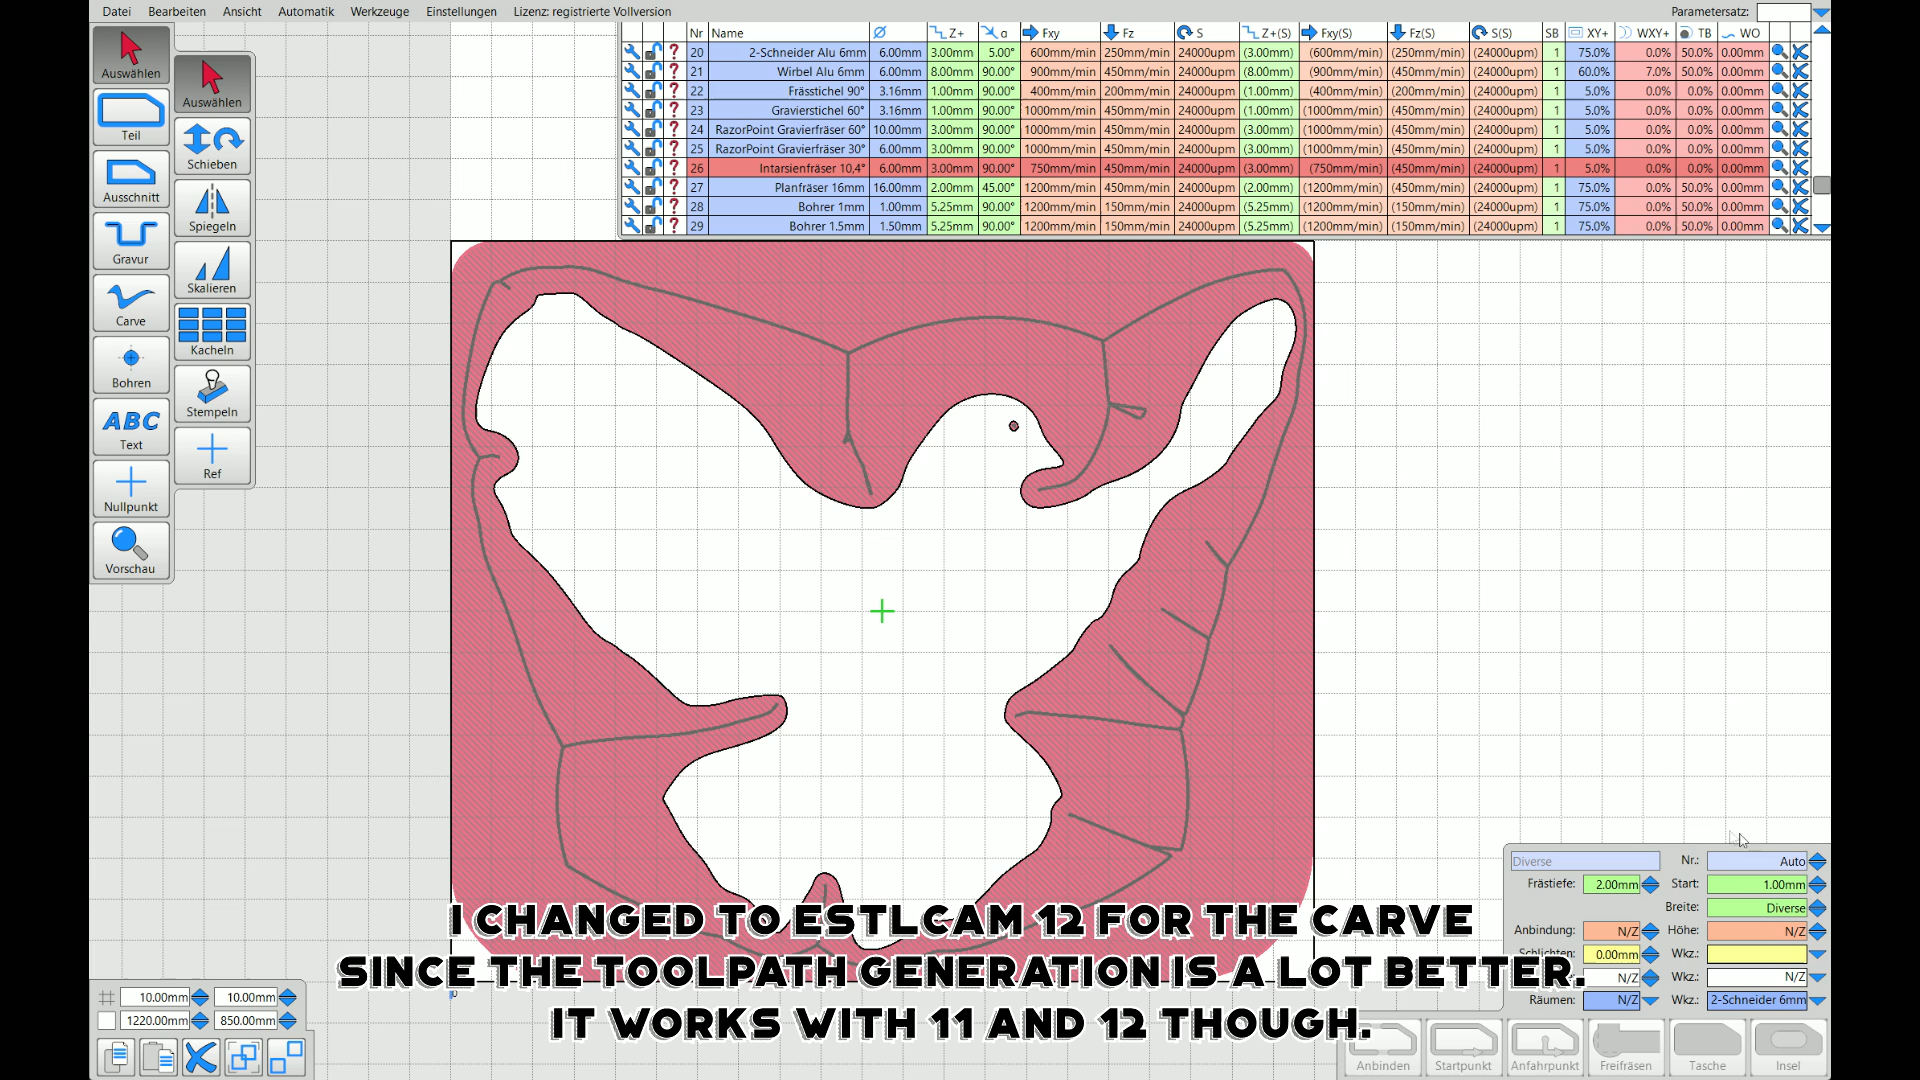 Datei Bearbeiten Ansicht Automatik Werkzeuge Einstellungen Lizenz: registrierte Vollversion Parametersatz:
Nr Name Z+ α Fxy Fz S Z+(S) Fxy(S) Fz(S) S(S) SB XY+ WXY+ TB WO
20 2-Schneider Alu 6mm 6.00mm 3.00mm 5.00° 600mm/min 250mm/min 24000upm (3.00mm) (600mm/min) (250mm/min) (24000upm) 1 75.0% 0.0% 50.0% 0.00mm
21 Wirbel Alu 6mm 6.00mm 8.00mm 90.00° 900mm/min 450mm/min 24000upm (8.00mm) (900mm/min) (450mm/min) (24000upm) 1 60.0% 7.0% 50.0% 0.00mm
22 Frässtichel 90° 3.16mm 1.00mm 90.00° 400mm/min 200mm/min 24000upm (1.00mm) (400mm/min) (200mm/min) (24000upm) 1 5.0% 0.0% 0.0% 0.00mm
23 Gravierstichel 60° 3.16mm 1.00mm 90.00° 1000mm/min 450mm/min 24000upm (1.00mm) (1000mm/min) (450mm/min) (24000upm) 1 5.0% 0.0% 0.0% 0.00mm
24 RazorPoint Gravierfräser 60° 10.00mm 3.00mm 90.00° 1000mm/min 450mm/min 24000upm (3.00mm) (1000mm/min) (450mm/min) (24000upm) 1 5.0% 0.0% 0.0% 0.00mm
25 RazorPoint Gravierfräser 30° 6.00mm 3.00mm 90.00° 1000mm/min 450mm/min 24000upm (3.00mm) (1000mm/min) (450mm/min) (24000upm) 1 5.0% 0.0% 0.0% 0.00mm
26 Intarsienfräser 10,4° 6.00mm 3.00mm 90.00° 750mm/min 450mm/min 24000upm (3.00mm) (750mm/min) (450mm/min) (24000upm) 1 5.0% 0.0% 0.0% 0.00mm
27 Planfräser 16mm 16.00mm 2.00mm 45.00° 1200mm/min 450mm/min 24000upm (2.00mm) (1200mm/min) (450mm/min) (24000upm) 1 75.0% 0.0% 50.0% 0.00mm
28 Bohrer 1mm 1.00mm 5.25mm 90.00° 1200mm/min 150mm/min 24000upm (5.25mm) (1200mm/min) (150mm/min) (24000upm) 1 75.0% 0.0% 50.0% 0.00mm
29 Bohrer 1.5mm 1.50mm 5.25mm 90.00° 1200mm/min 150mm/min 24000upm (5.25mm) (1200mm/min) (150mm/min) (24000upm) 1 75.0% 0.0% 50.0% 0.00mm
Auswählen
Teil
Ausschnitt
Gravur
Carve
Bohren
ABC
Text
Nullpunkt
Vorschau
Auswählen
Schieben
Spiegeln
Skalieren
Kacheln
Stempeln
Ref
Diverse Nr.: Auto
Frästiefe: 2.00mm Start: 1.00mm
Breite: Diverse
Anbindung: N/Z Höhe: N/Z
Schlichten: 0.00mm Wkz.:
N/Z Wkz.: N/Z
Räumen: N/Z Wkz.: 2-Schneider 6mm
I CHANGED TO ESTLCAM 12 FOR THE CARVE
SINCE THE TOOLPATH GENERATION IS A LOT BETTER.
IT WORKS WITH 11 AND 12 THOUGH.
10.00mm 10.00mm
1220.00mm 850.00mm
Anbinden Startpunkt Anfahrpunkt Freifräsen Tasche Insel